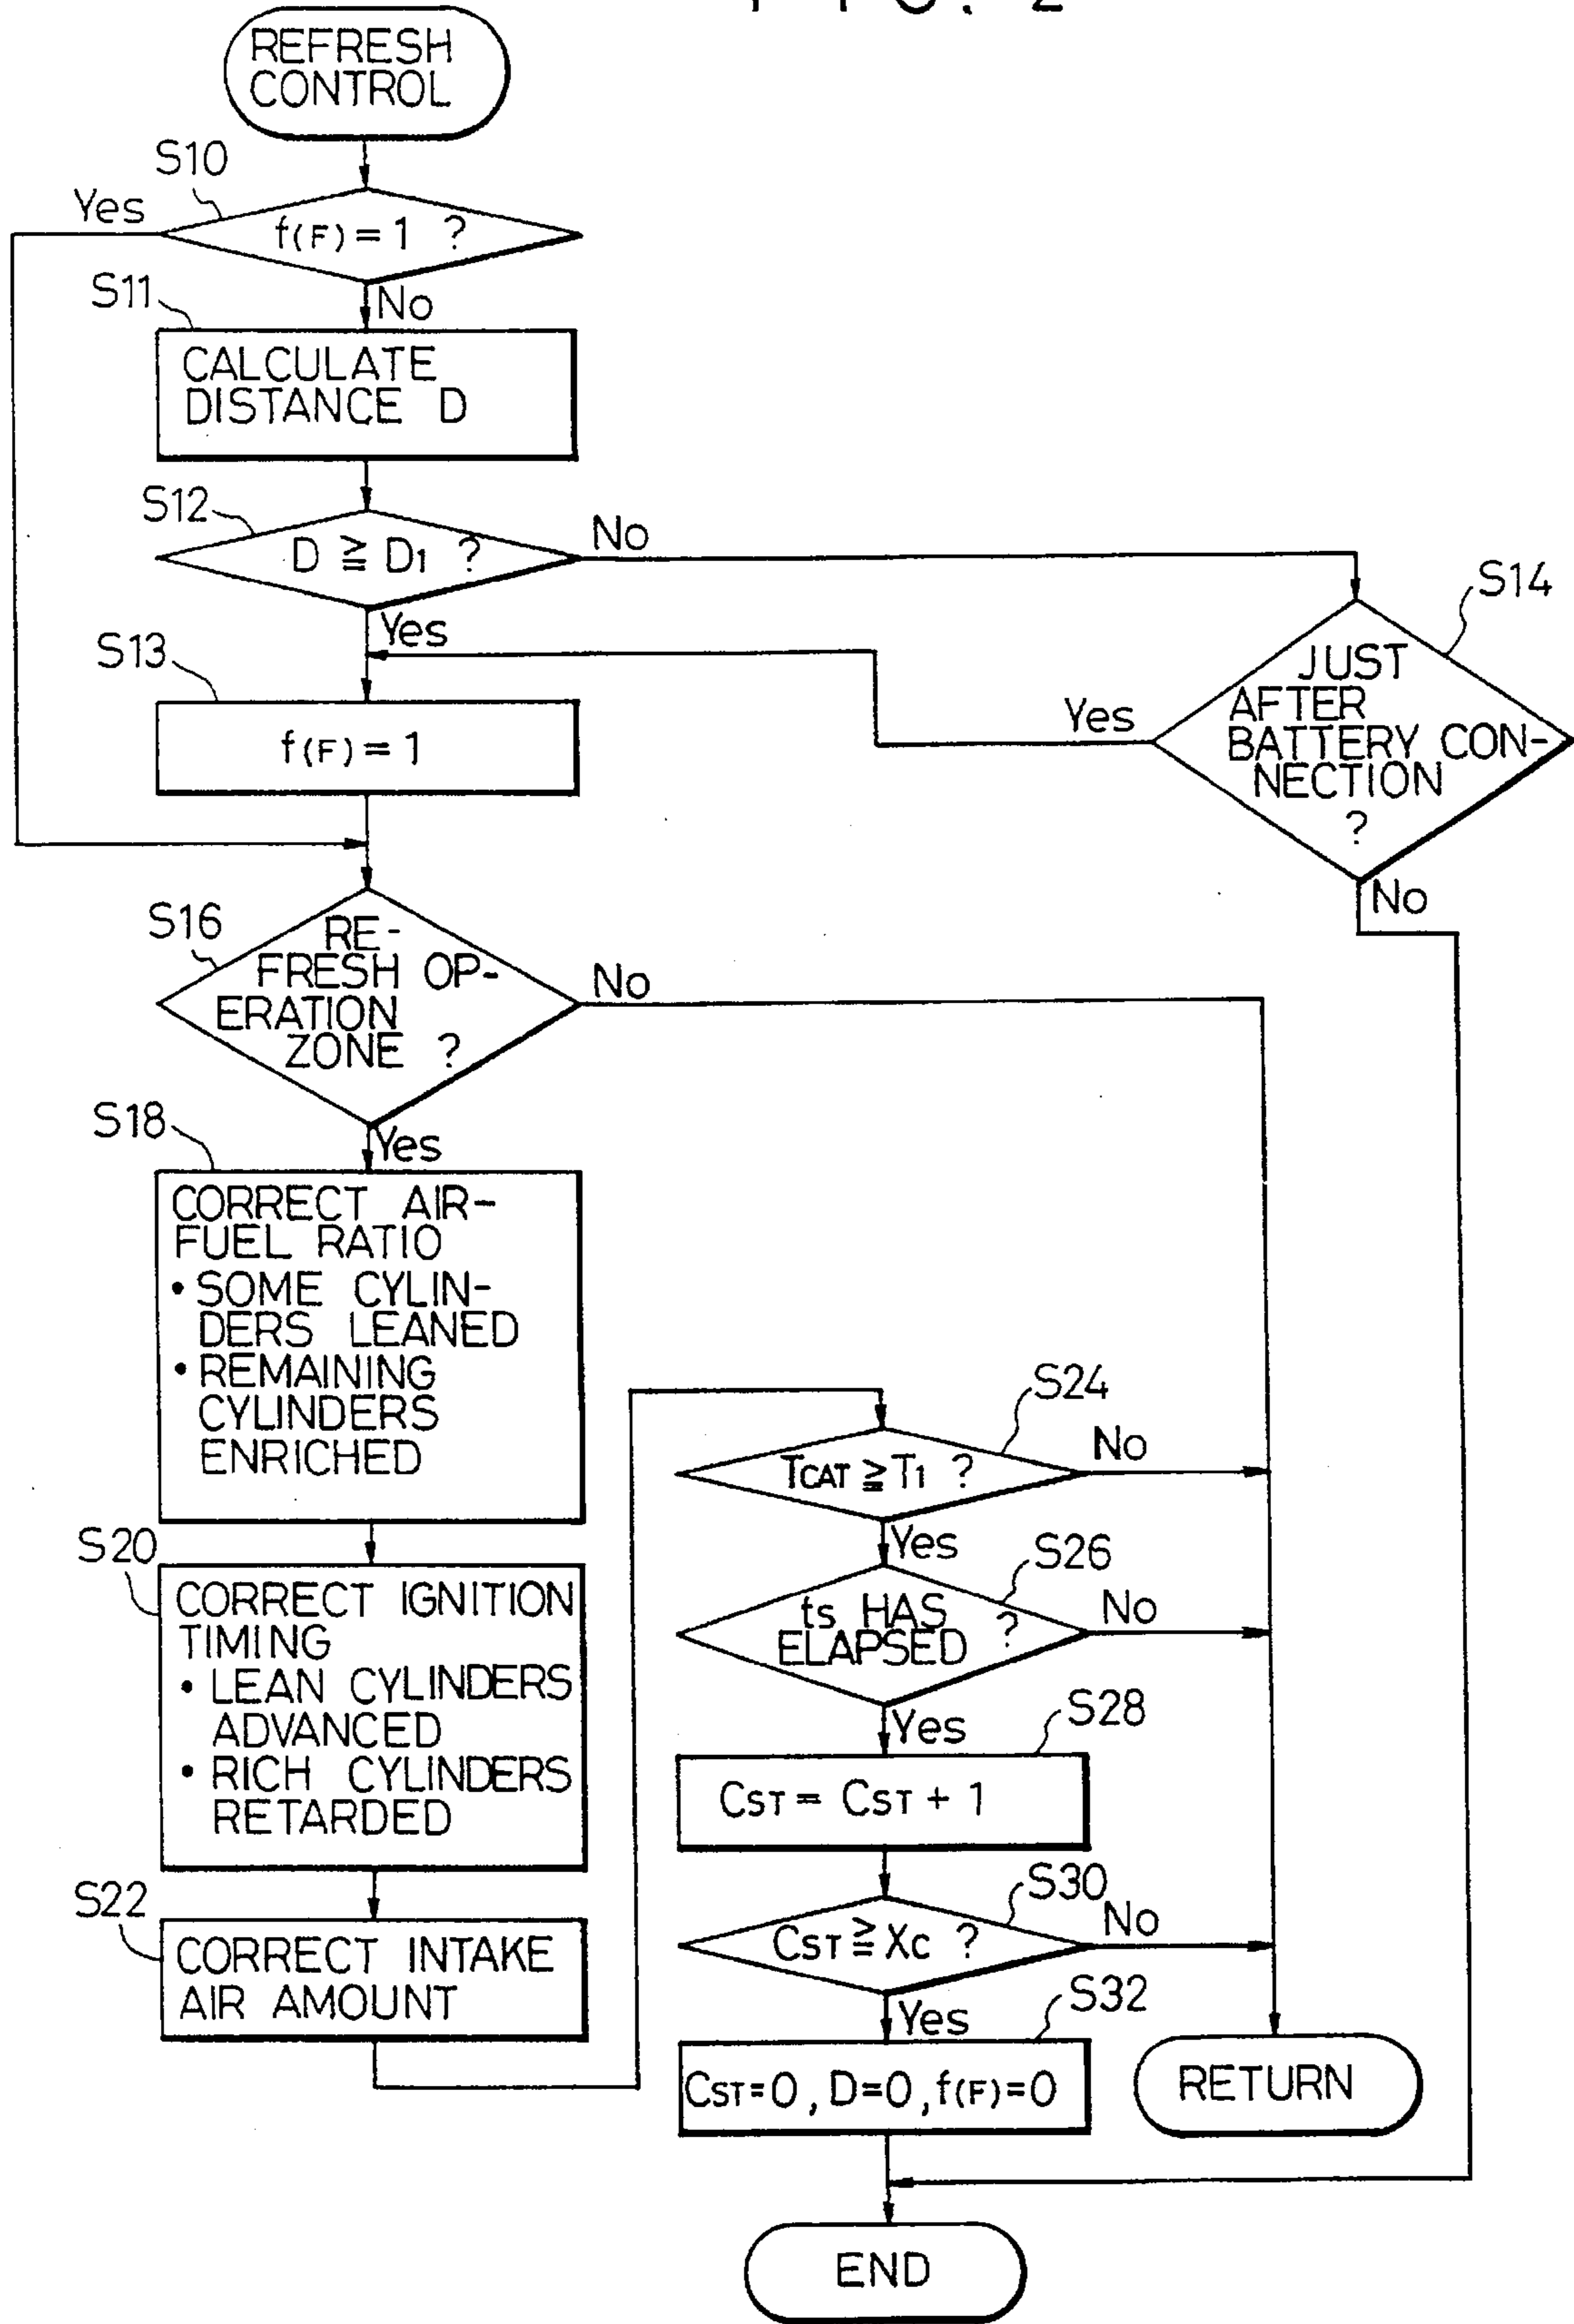 FIG. 2
REFRESH
CONTROL
S10
Yes
f(F) = 1 ?
S11
No
CALCULATE
DISTANCE D
S12
D ≧ D1 ?
No
S14
Yes
S13
JUST
AFTER
BATTERY CON-
NECTION
?
Yes
f(F) = 1
No
S16
RE-
FRESH OP-
ERATION
ZONE ?
No
S18
Yes
CORRECT AIR-
FUEL RATIO
• SOME CYLIN-
DERS LEANED
• REMAINING
CYLINDERS
ENRICHED
S20
CORRECT IGNITION
TIMING
• LEAN CYLINDERS
ADVANCED
• RICH CYLINDERS
RETARDED
S22
CORRECT INTAKE
AIR AMOUNT
S24
TCAT ≧ T1 ?
No
Yes
S26
ts HAS
ELAPSED ?
No
Yes
S28
CST = CST + 1
S30
CST ≧ XC ?
No
Yes
S32
CST=0, D=0, f(F)=0
RETURN
END